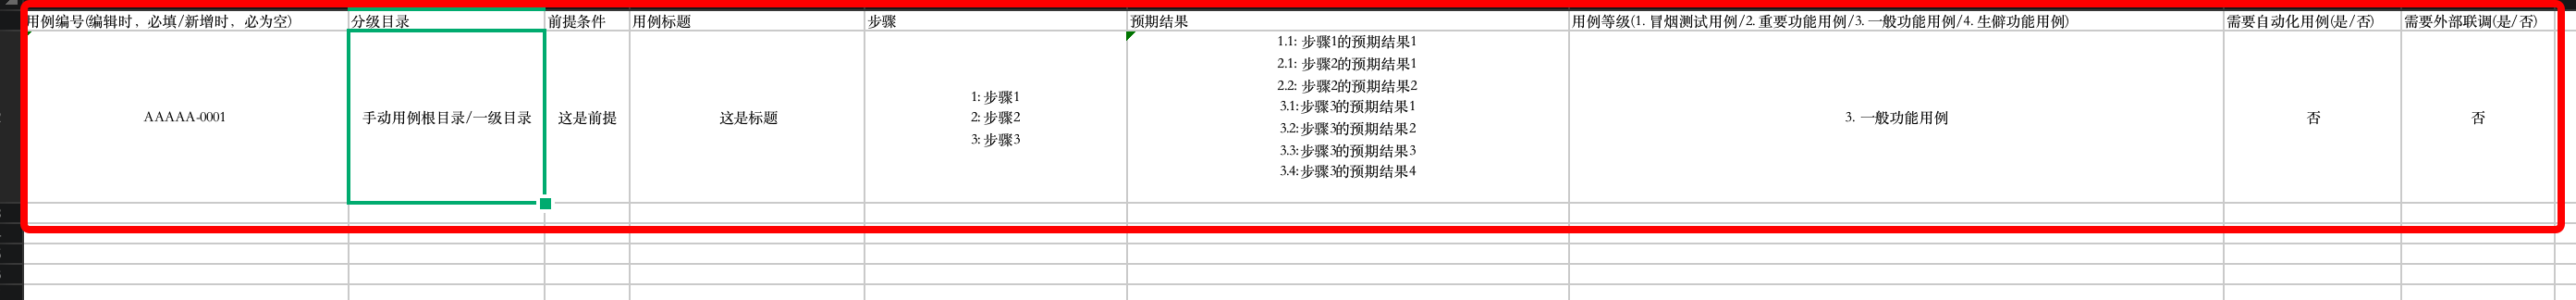 用例编号(编辑时，必填/新增时，必为空)
分级目录
前提条件
用例标题
步骤
预期结果
用例等级(1. 冒烟测试用例/2. 重要功能用例/3. 一般功能用例/4. 生僻功能用例)
需要自动化用例(是/否)
需要外部联调(是/否)
AAAAA-0001
手动用例根目录/一级目录
这是前提
这是标题
1: 步骤1
2: 步骤2
3: 步骤3
1.1: 步骤1的预期结果1
2.1: 步骤2的预期结果1
2.2: 步骤2的预期结果2
3.1:步骤3的预期结果1
3.2:步骤3的预期结果2
3.3:步骤3的预期结果3
3.4:步骤3的预期结果4
3. 一般功能用例
否
否